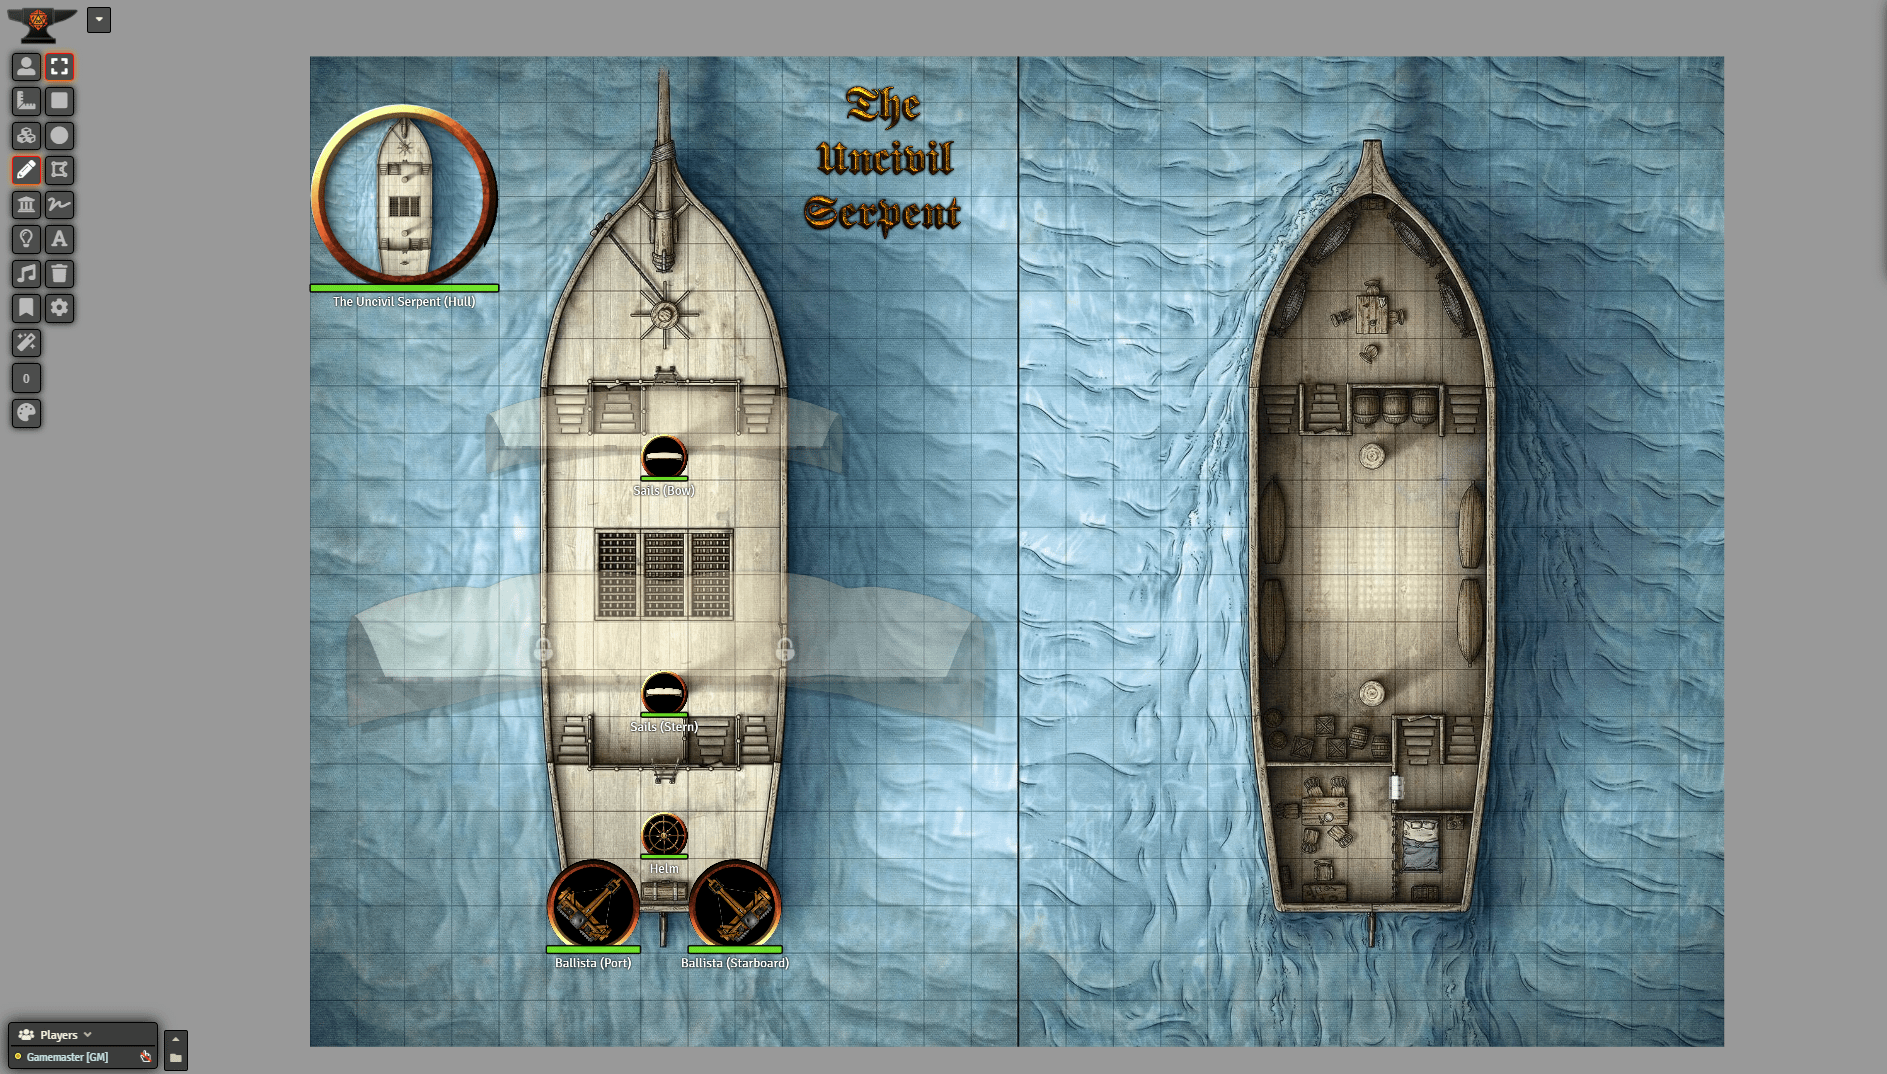 The
Uncivil
Serpent
The Uncivil Serpent (Hull)
Sails (Bow)
Sails (Stern)
Helm
Ballista (Port)
Ballista (Starboard)
A
0
Players
Gamemaster [GM]